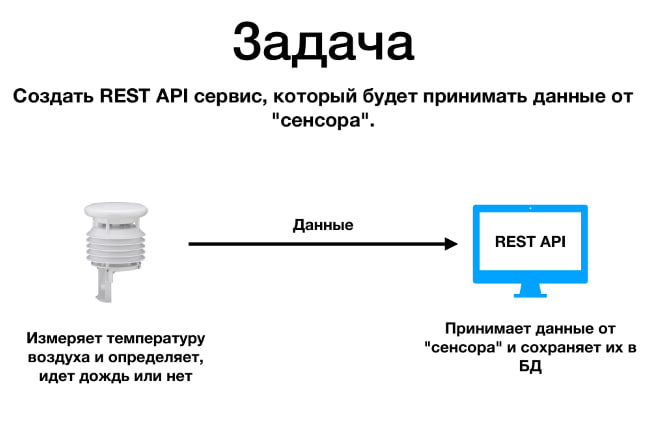 Задача
Создать REST API сервис, который будет принимать данные от
"сенсора".
Данные
REST API
Измеряет температуру
воздуха и определяет,
идет дождь или нет
Принимает данные от
"сенсора" и сохраняет их в
БД